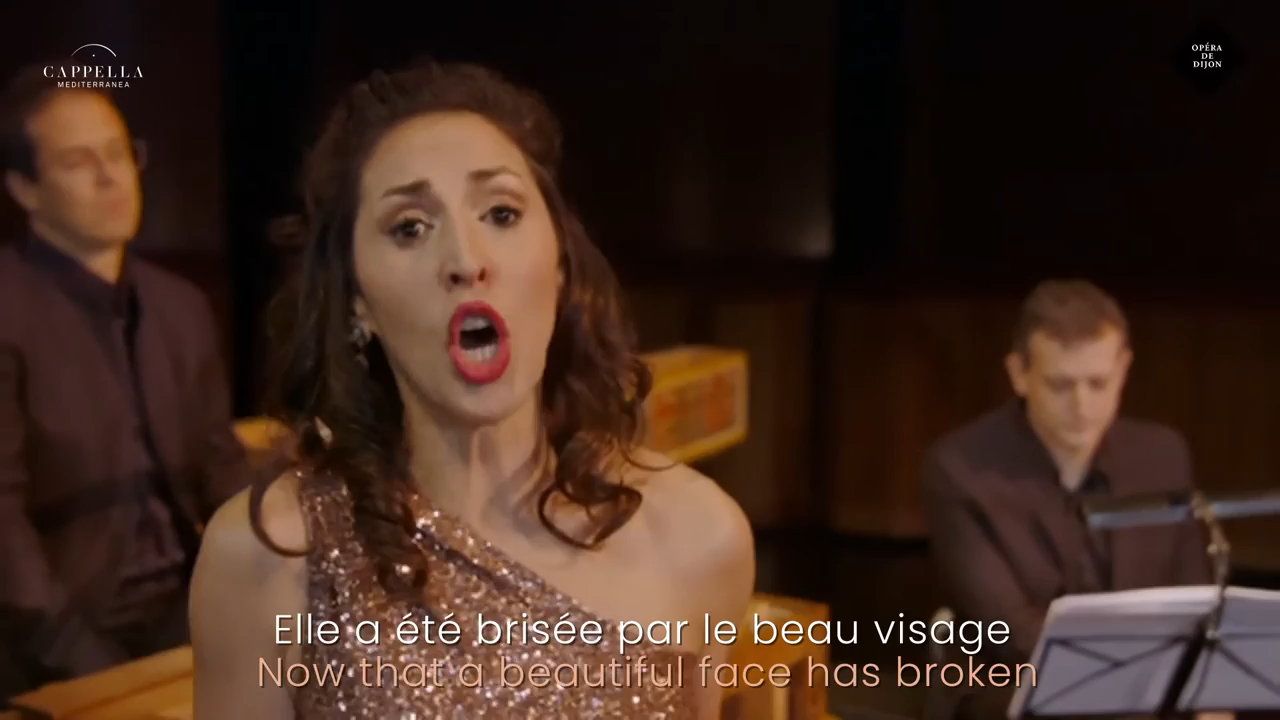 CAPPELLA
MEDITERRANEA
OPÉRA
DE
DIJON
Elle a été brisée par le beau visage
Now that a beautiful face has broken